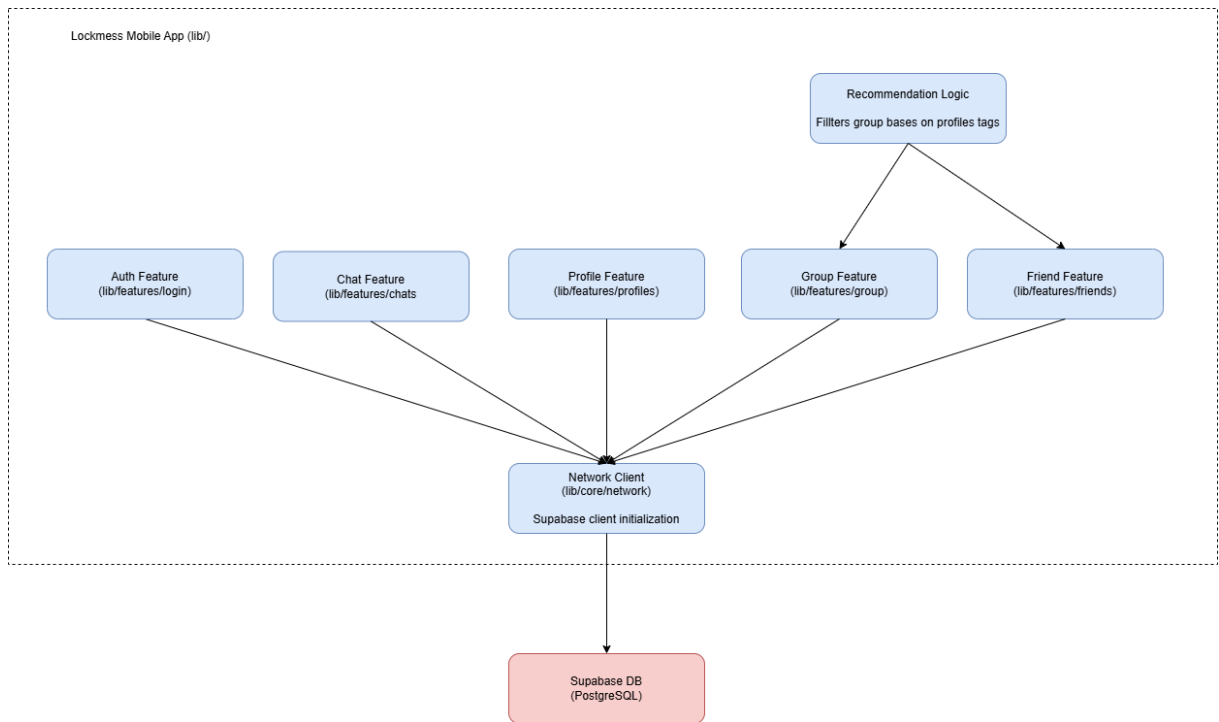 Lockmess Mobile App (lib/)
Recommendation Logic
Fillters group bases on profiles tags
Auth Feature
(lib/features/login)
Chat Feature
(lib/features/chats
Profile Feature
(lib/features/profiles)
Group Feature
(lib/features/group)
Friend Feature
(lib/features/friends)
Network Client
(lib/core/network)
Supabase client initialization
Supabase DB
(PostgreSQL)